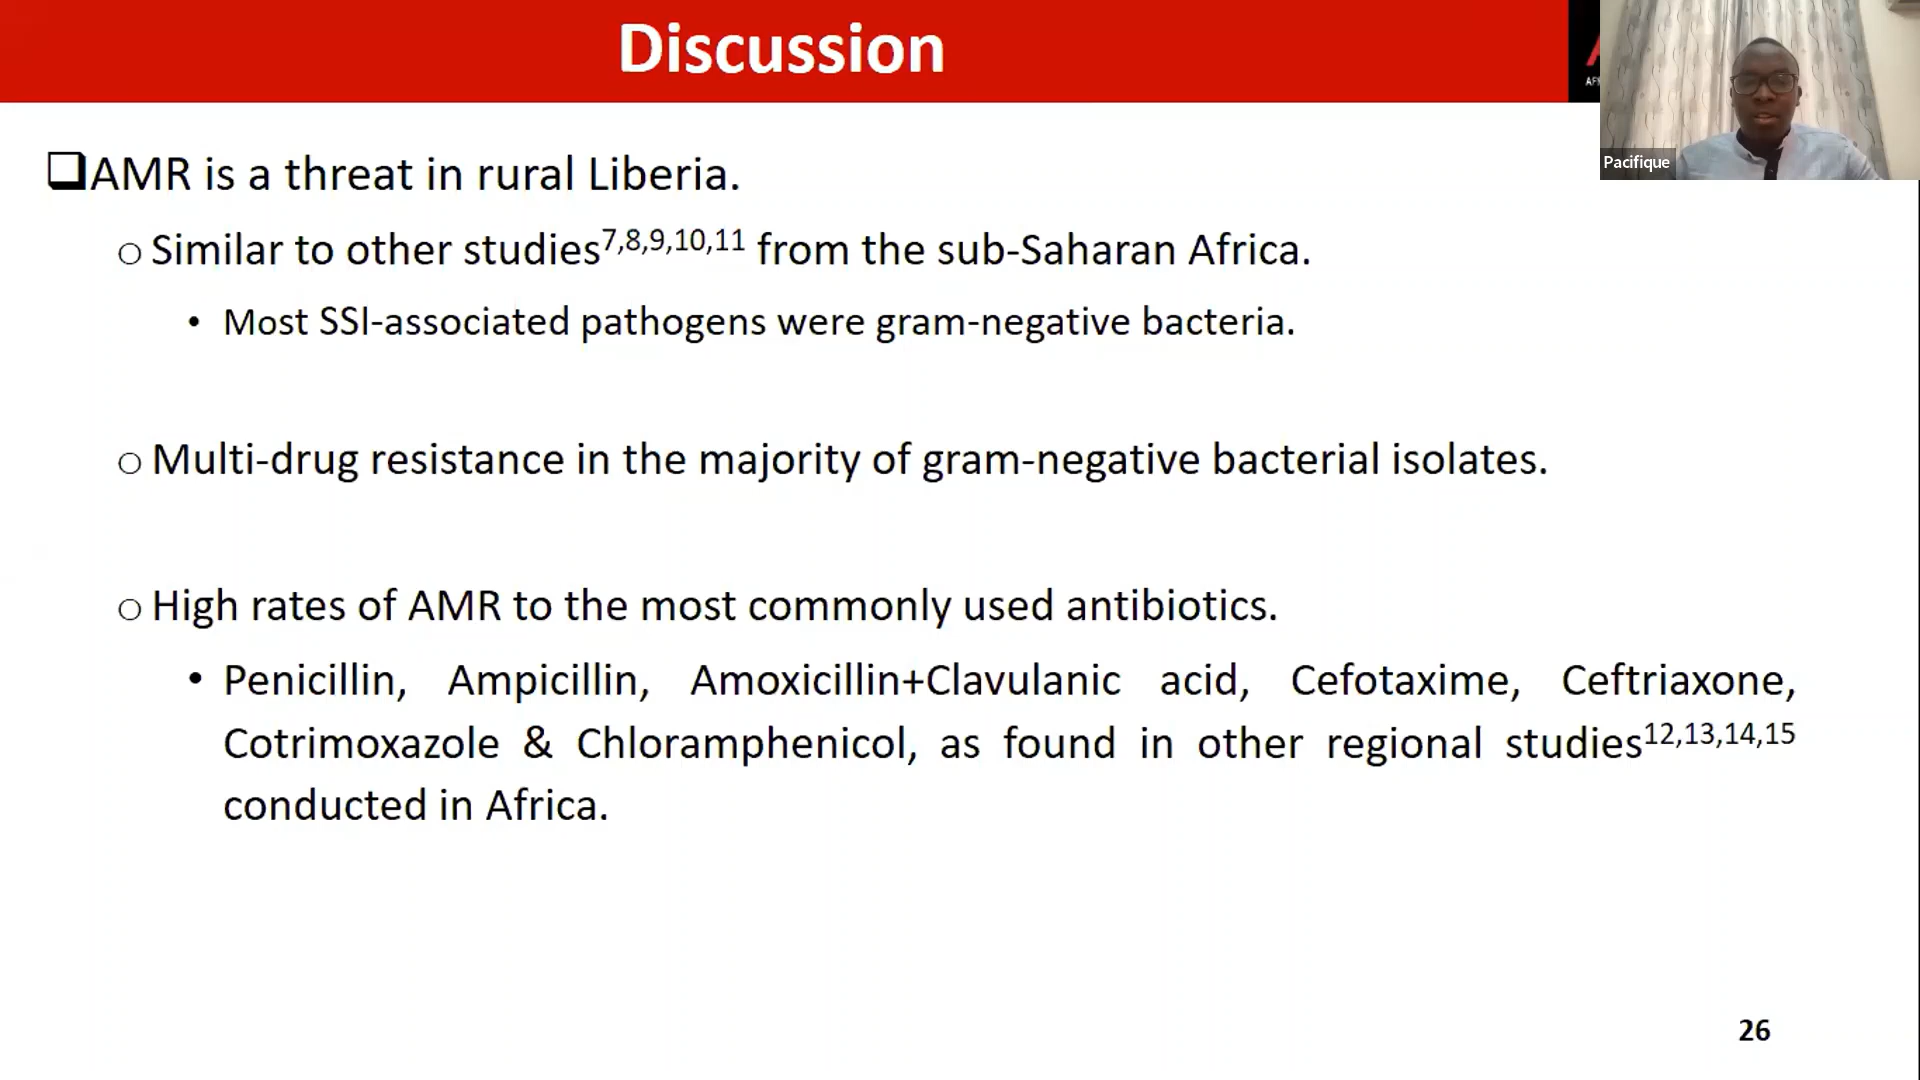 Discussion
AF
Pacifique
❑AMR is a threat in rural Liberia.
o Similar to other studies7,8,9,10,11 from the sub-Saharan Africa.
• Most SSI-associated pathogens were gram-negative bacteria.
o Multi-drug resistance in the majority of gram-negative bacterial isolates.
o High rates of AMR to the most commonly used antibiotics.
• Penicillin, Ampicillin, Amoxicillin+Clavulanic acid, Cefotaxime, Ceftriaxone,
Cotrimoxazole & Chloramphenicol, as found in other regional studies12,13,14,15
conducted in Africa.
26